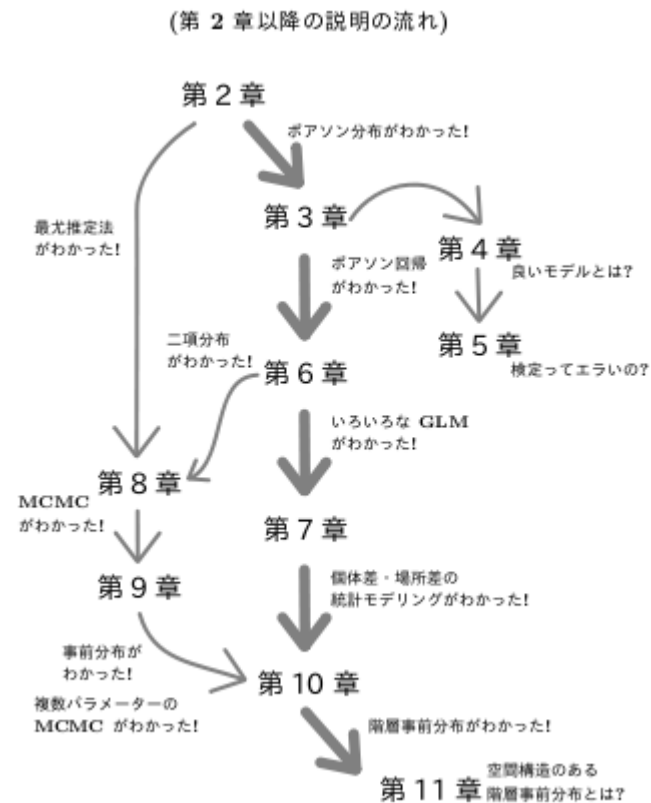 (第 2 章以降の説明の流れ)
第 2 章
ポアソン分布がわかった!
第 3 章
最尤推定法
がわかった!
第 4 章
良いモデルとは?
ポアソン回帰
がわかった!
第 5 章
検定ってエラいの?
二項分布
がわかった!
第 6 章
いろいろな GLM
がわかった!
第 8 章
MCMC
がわかった!
第 7 章
第 9 章
個体差・場所差の
統計モデリングがわかった!
事前分布が
わかった!
第 10 章
複数パラメーターの
MCMC がわかった!
階層事前分布がわかった!
第 11 章
空間構造のある
階層事前分布とは?